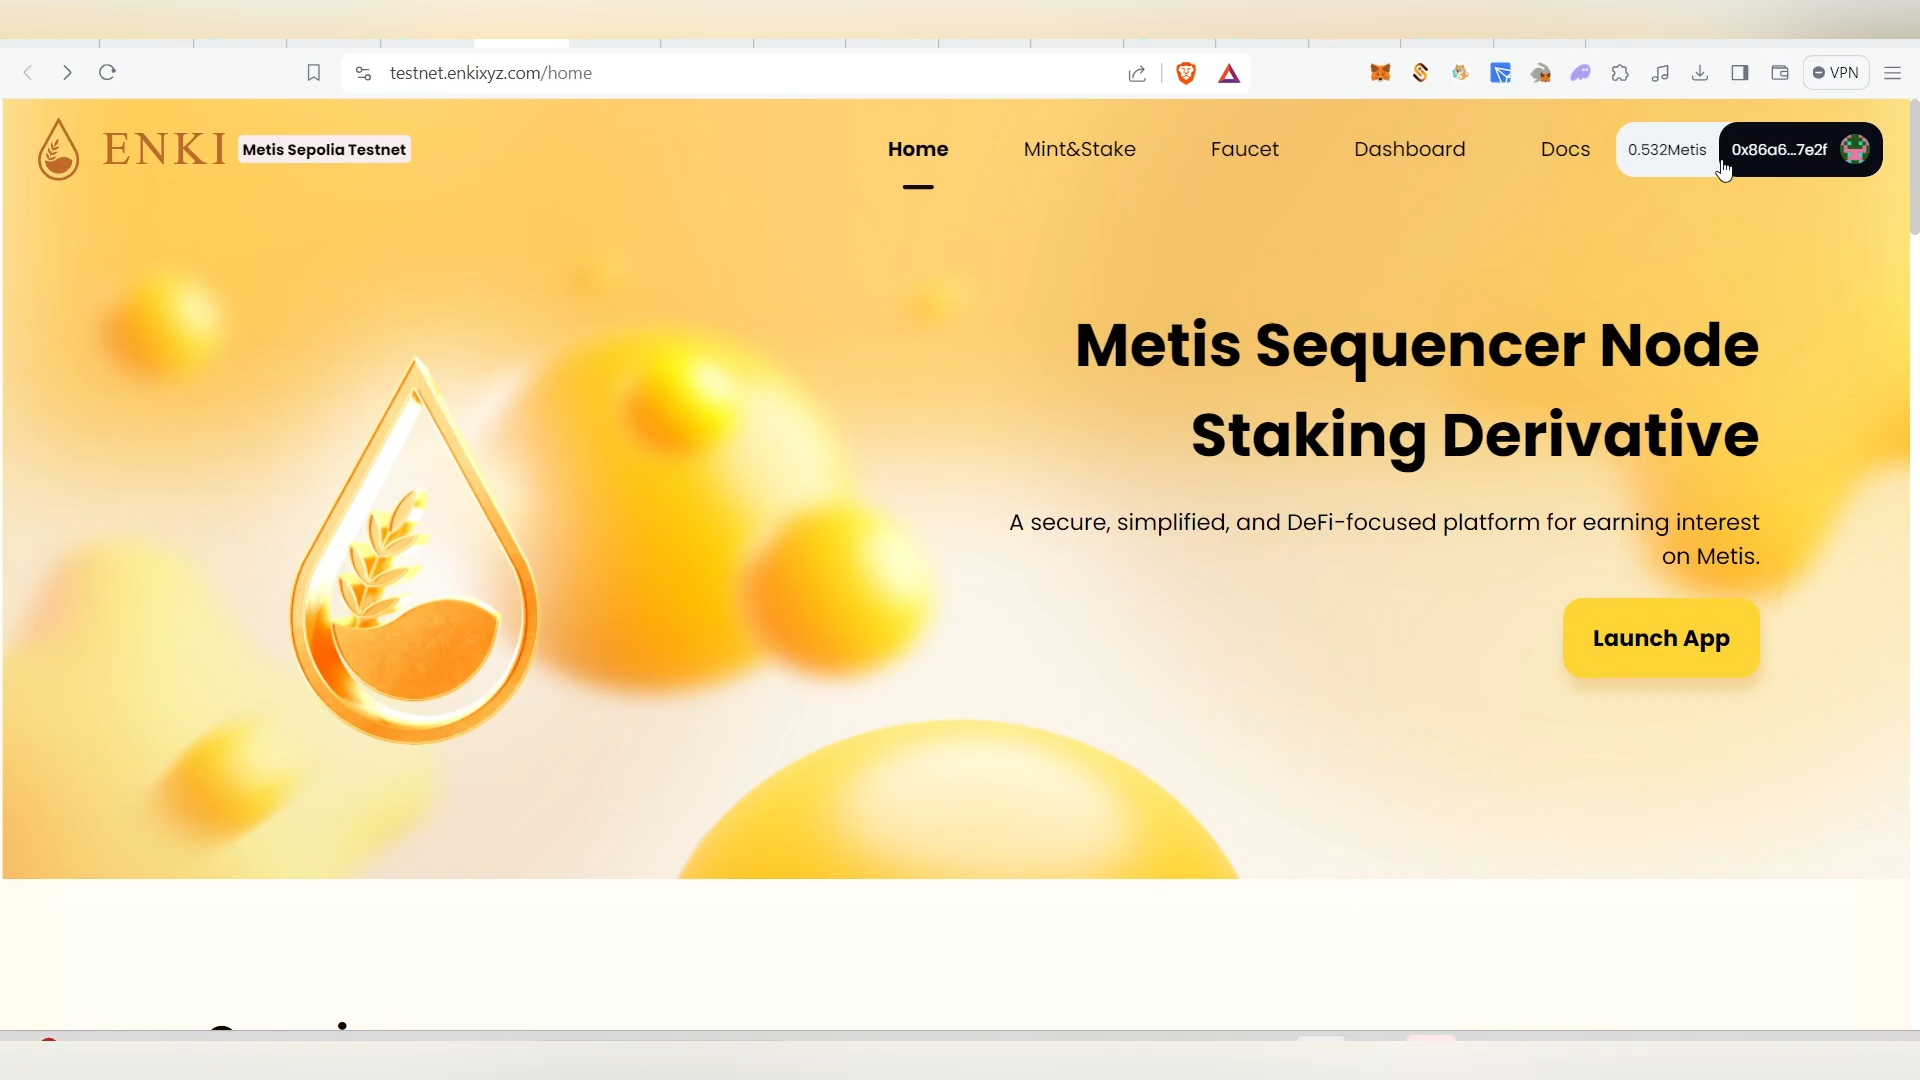 testnet.enkixyz.com/home
VPN
ENKI
Metis Sepolia Testnet
Home
Mint&Stake
Faucet
Dashboard
Docs
0.532Metis
0x86a6...7e2f
Metis Sequencer Node
Staking Derivative
A secure, simplified, and DeFi-focused platform for earning interest
on Metis.
Launch App